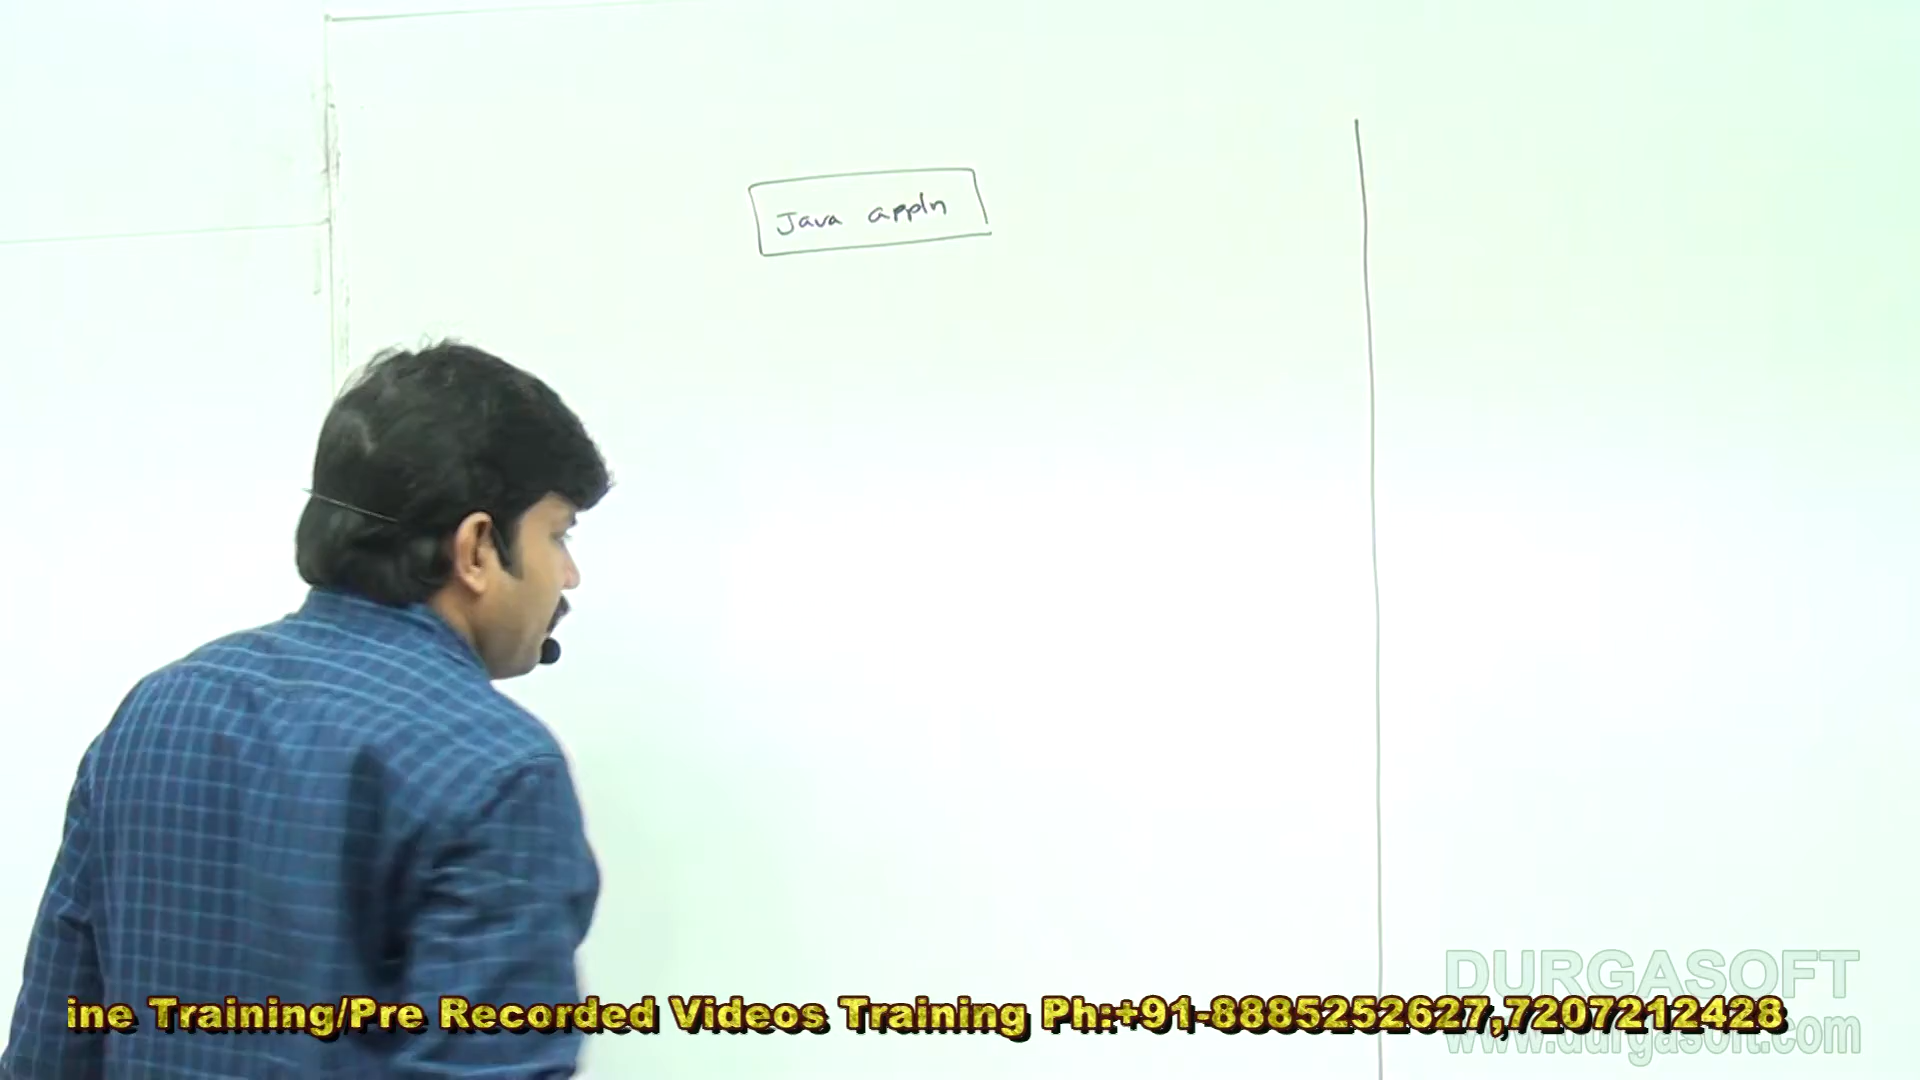 Java appln
DURGASOFT
ine Training/Pre Recorded Videos Training Ph:+91-8885252627,7207212428
www.durgasoft.com